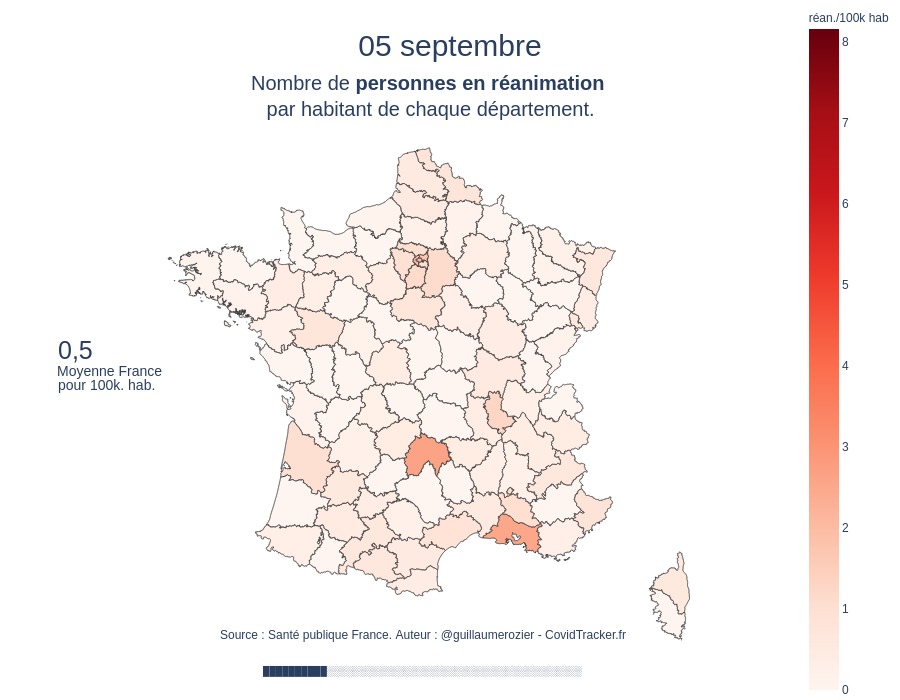 réan./100k hab
05 septembre
Nombre de personnes en réanimation
par habitant de chaque département.
8
7
6
5
4
3
2
1
0
0,5
Moyenne France
pour 100k. hab.
Source : Santé publique France. Auteur : @guillaumerozier - CovidTracker.fr